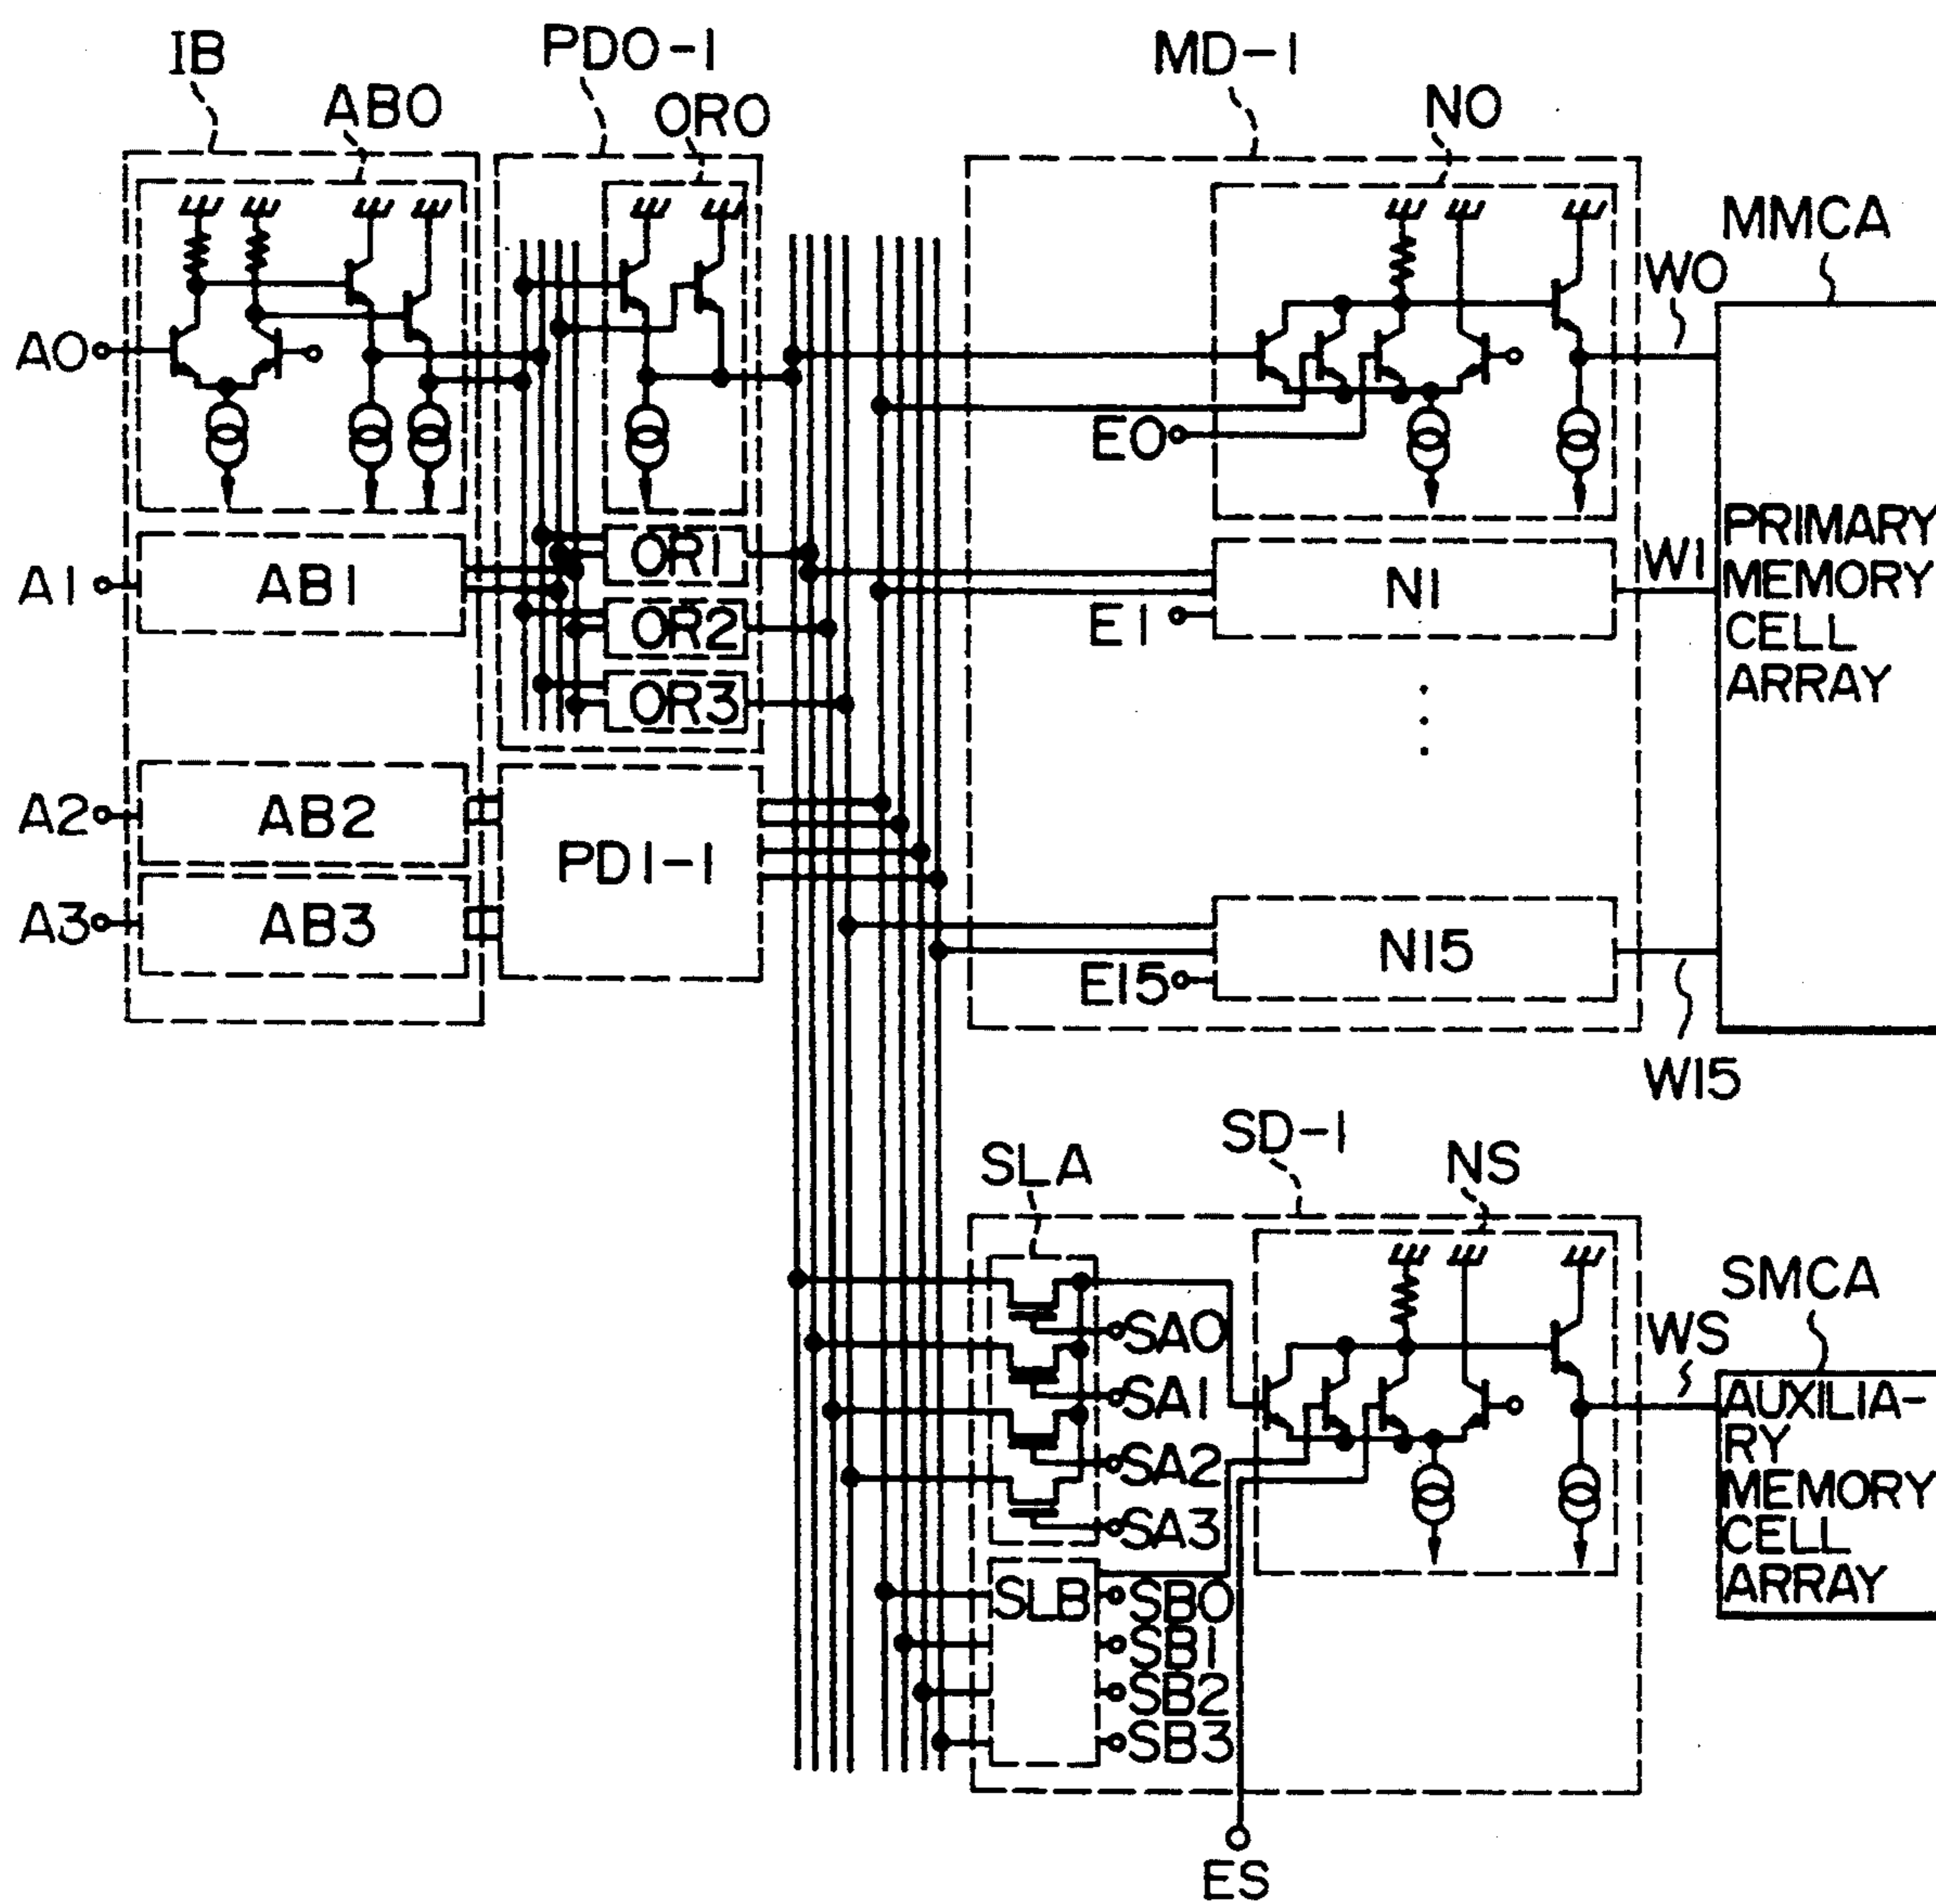 IB
PD0-1
MD-1
AB0
OR0
N0
MMCA
W0
A0
E0
PRIMARY
MEMORY
CELL
ARRAY
A1
AB1
OR1
E1
N1
W1
OR2
OR3
A2
AB2
PD1-1
A3
AB3
E15
N15
W15
SLA
SD-1
NS
SMCA
WS
SA0
SA1
SA2
SA3
AUXILIA-
RY
MEMORY
CELL
ARRAY
SLB
SB0
SB1
SB2
SB3
ES